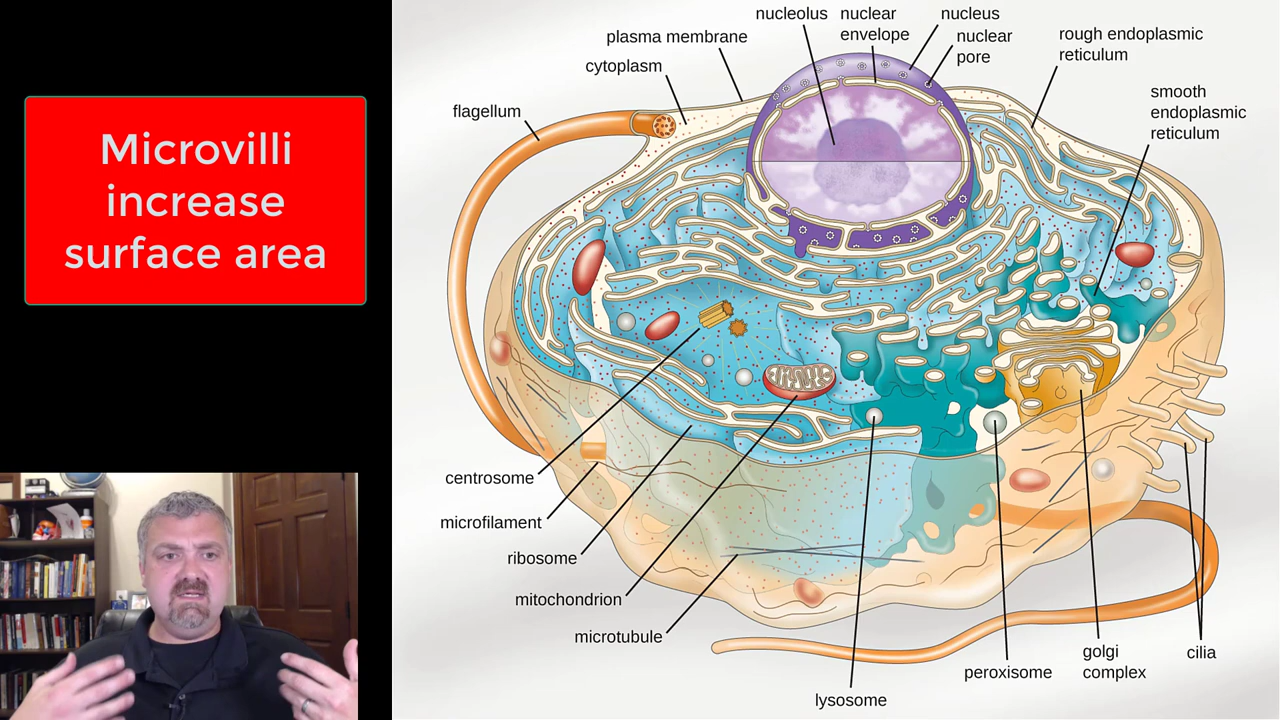 Microvilli
increase
surface area
nucleolus
nuclear
envelope
nucleus
nuclear
pore
plasma membrane
cytoplasm
flagellum
rough endoplasmic
reticulum
smooth
endoplasmic
reticulum
centrosome
microfilament
ribosome
mitochondrion
microtubule
lysosome
peroxisome
golgi
complex
cilia